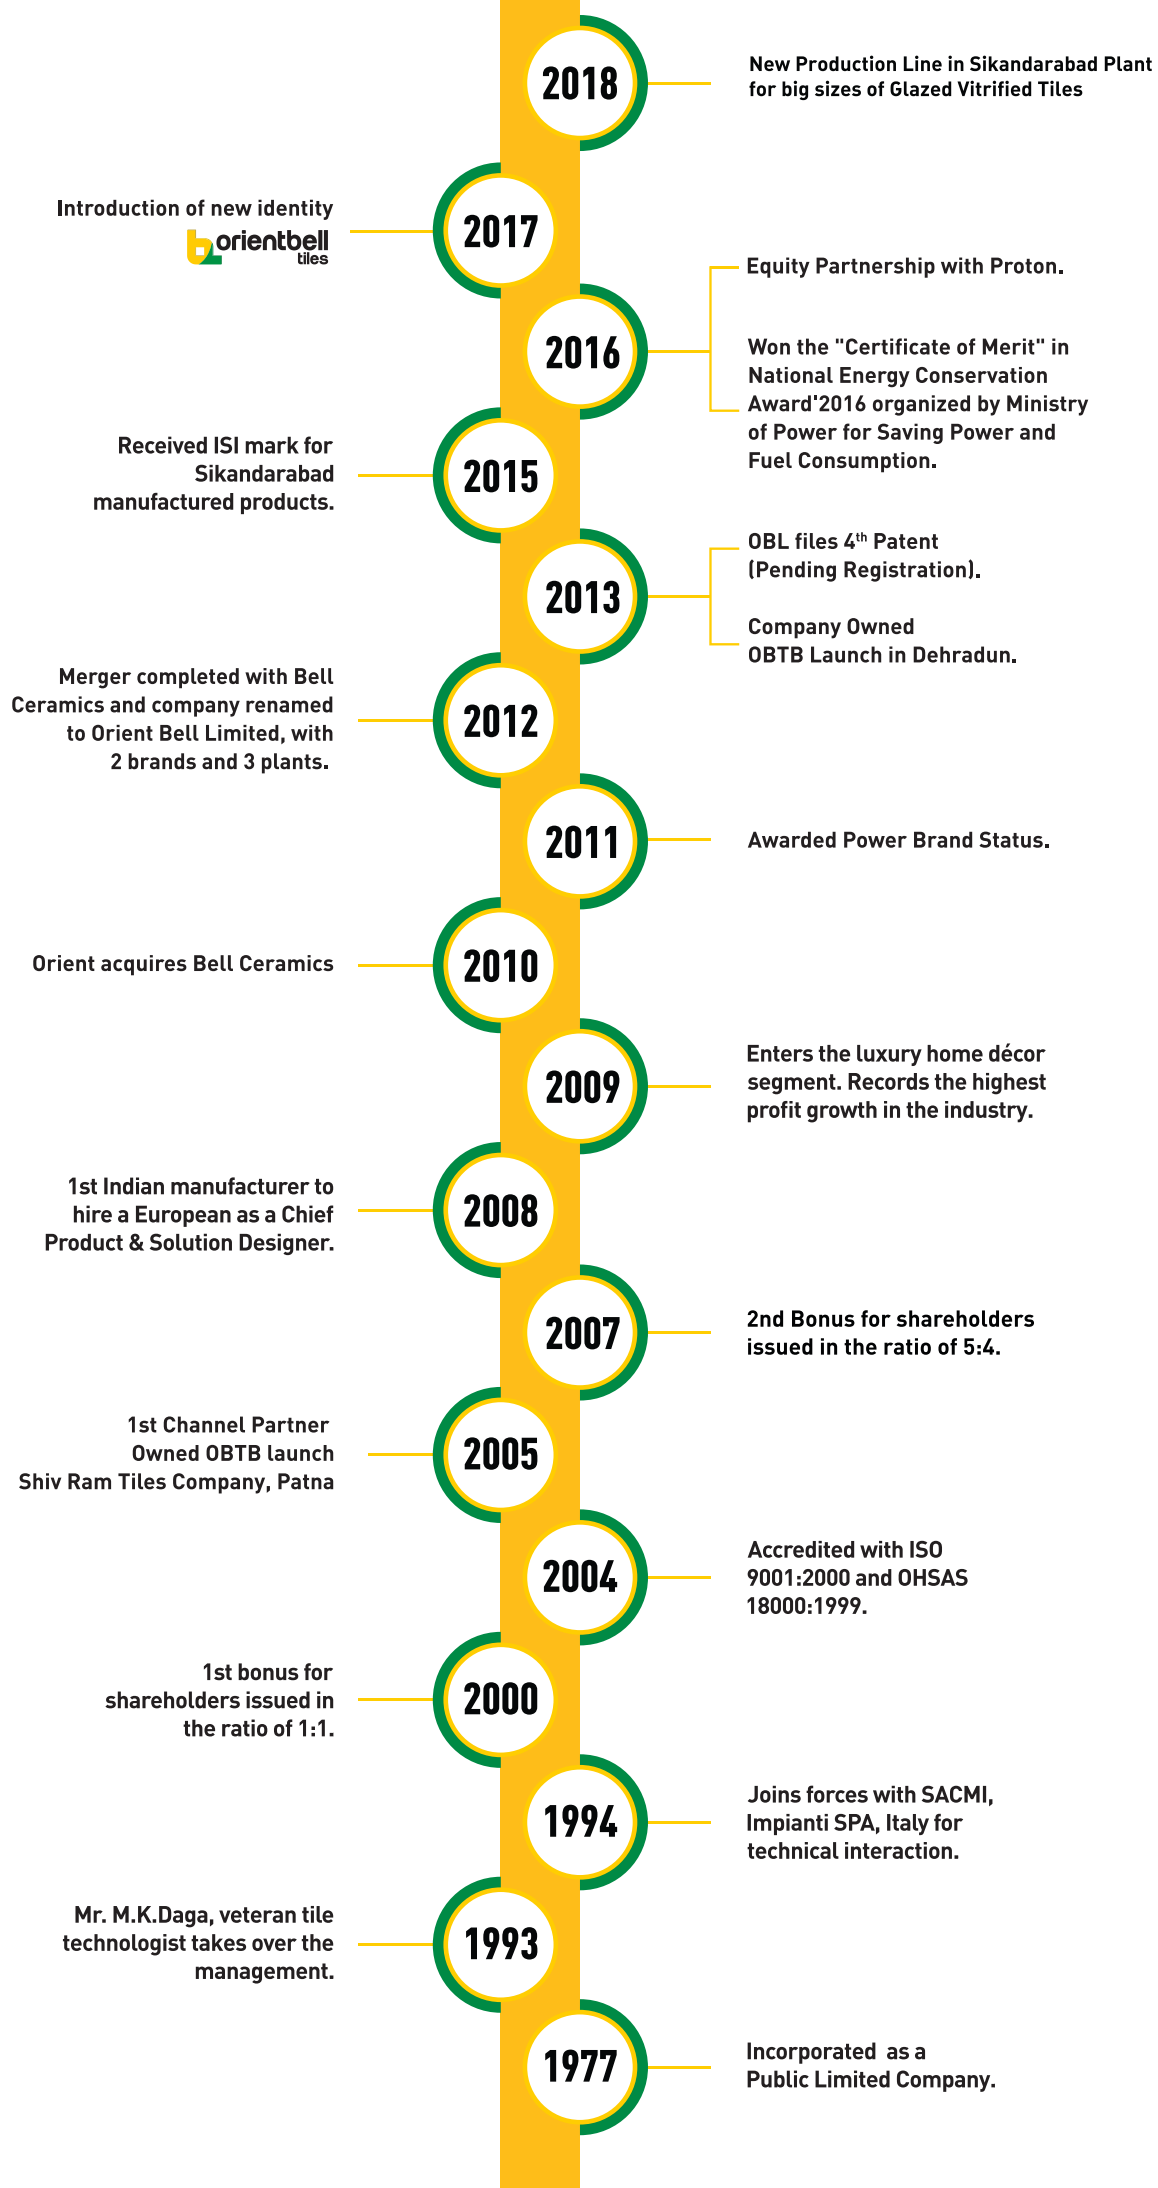 2018
New Production Line in Sikandarabad Plant
for big sizes of Glazed Vitrified Tiles
Introduction of new identity
orientbell
tiles
2017
Equity Partnership with Proton.
2016
Won the "Certificate of Merit" in
National Energy Conservation
Award'2016 organized by Ministry
of Power for Saving Power and
Fuel Consumption.
Received ISI mark for
Sikandarabad
manufactured products.
2015
OBL files 4th Patent
(Pending Registration).
2013
Company Owned
OBTB Launch in Dehradun.
Merger completed with Bell
Ceramics and company renamed
to Orient Bell Limited, with
2 brands and 3 plants.
2012
2011
Awarded Power Brand Status.
Orient acquires Bell Ceramics
2010
2009
Enters the luxury home décor
segment. Records the highest
profit growth in the industry.
1st Indian manufacturer to
hire a European as a Chief
Product & Solution Designer.
2008
2007
2nd Bonus for shareholders
issued in the ratio of 5:4.
1st Channel Partner
Owned OBTB launch
Shiv Ram Tiles Company, Patna
2005
2004
Accredited with ISO
9001:2000 and OHSAS
18000:1999.
1st bonus for
shareholders issued in
the ratio of 1:1.
2000
1994
Joins forces with SACMI,
Impianti SPA, Italy for
technical interaction.
Mr. M.K.Daga, veteran tile
technologist takes over the
management.
1993
1977
Incorporated as a
Public Limited Company.